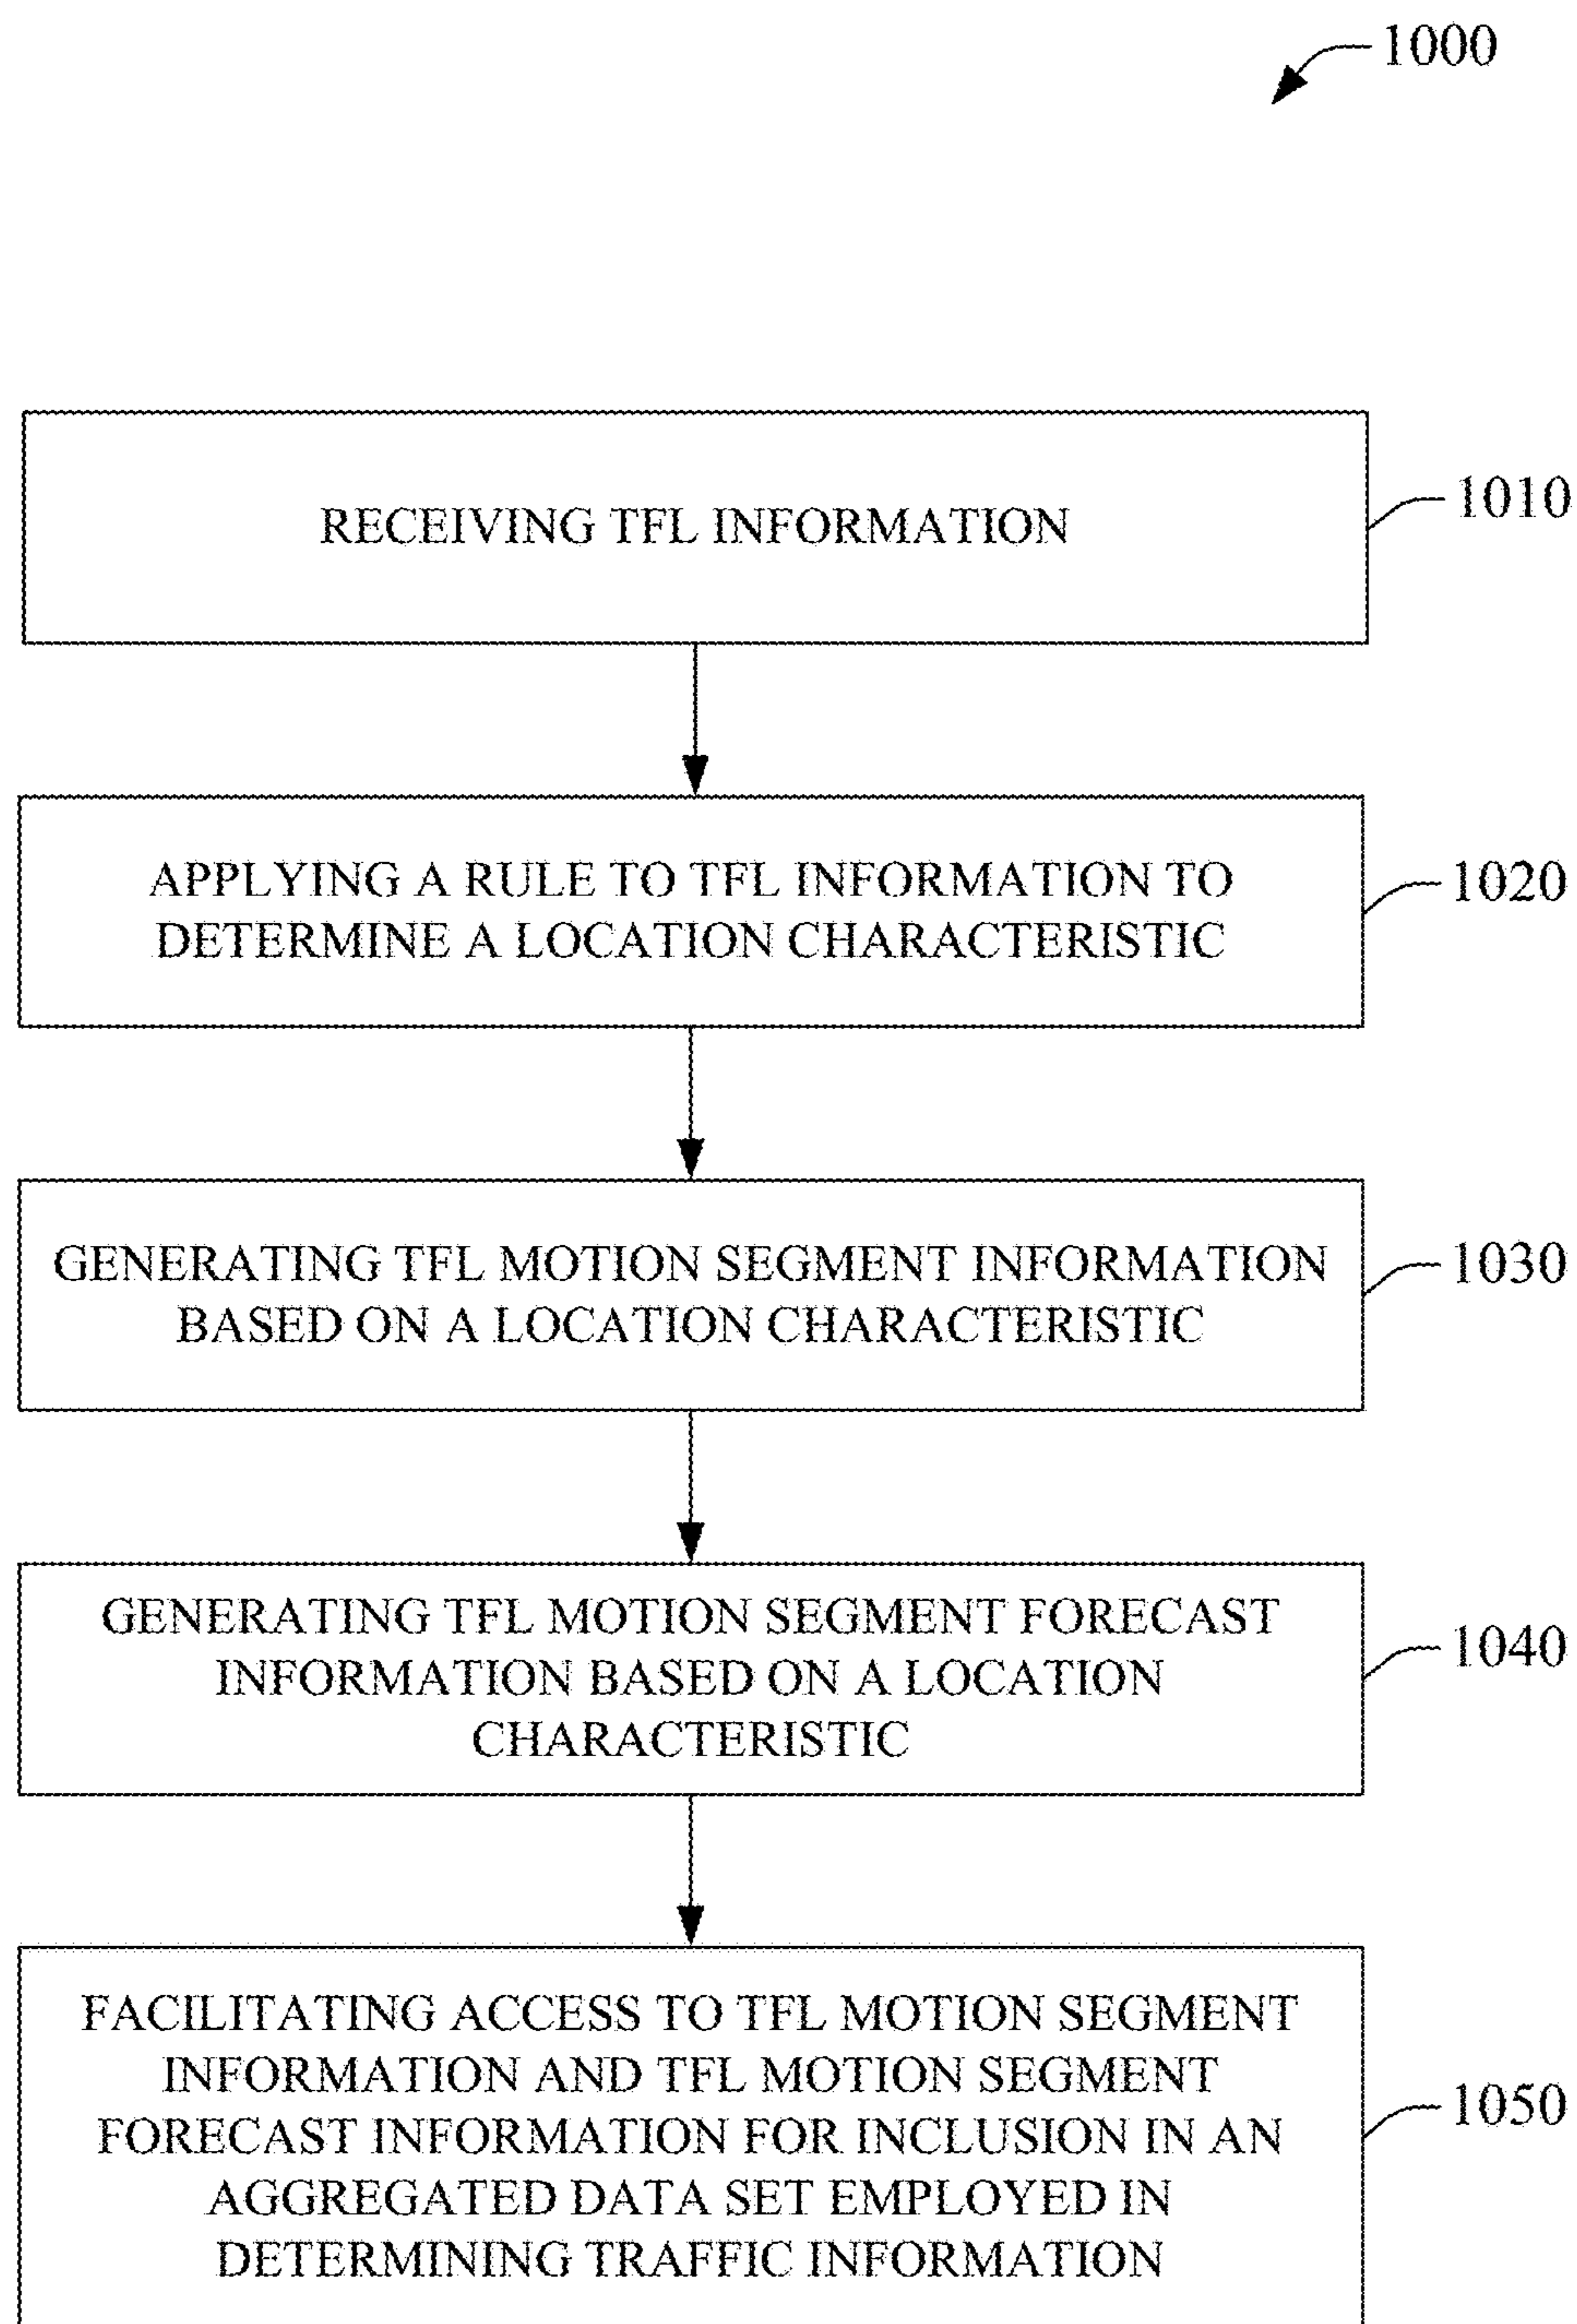 1000
RECEIVING TFL INFORMATION
1010
APPLYING A RULE TO TFL INFORMATION TO
DETERMINE A LOCATION CHARACTERISTIC
1020
GENERATING TFL MOTION SEGMENT INFORMATION
BASED ON A LOCATION CHARACTERISTIC
1030
GENERATING TFL MOTION SEGMENT FORECAST
INFORMATION BASED ON A LOCATION
CHARACTERISTIC
1040
FACILITATING ACCESS TO TFL MOTION SEGMENT
INFORMATION AND TFL MOTION SEGMENT
FORECAST INFORMATION FOR INCLUSION IN AN
AGGREGATED DATA SET EMPLOYED IN
DETERMINING TRAFFIC INFORMATION
1050